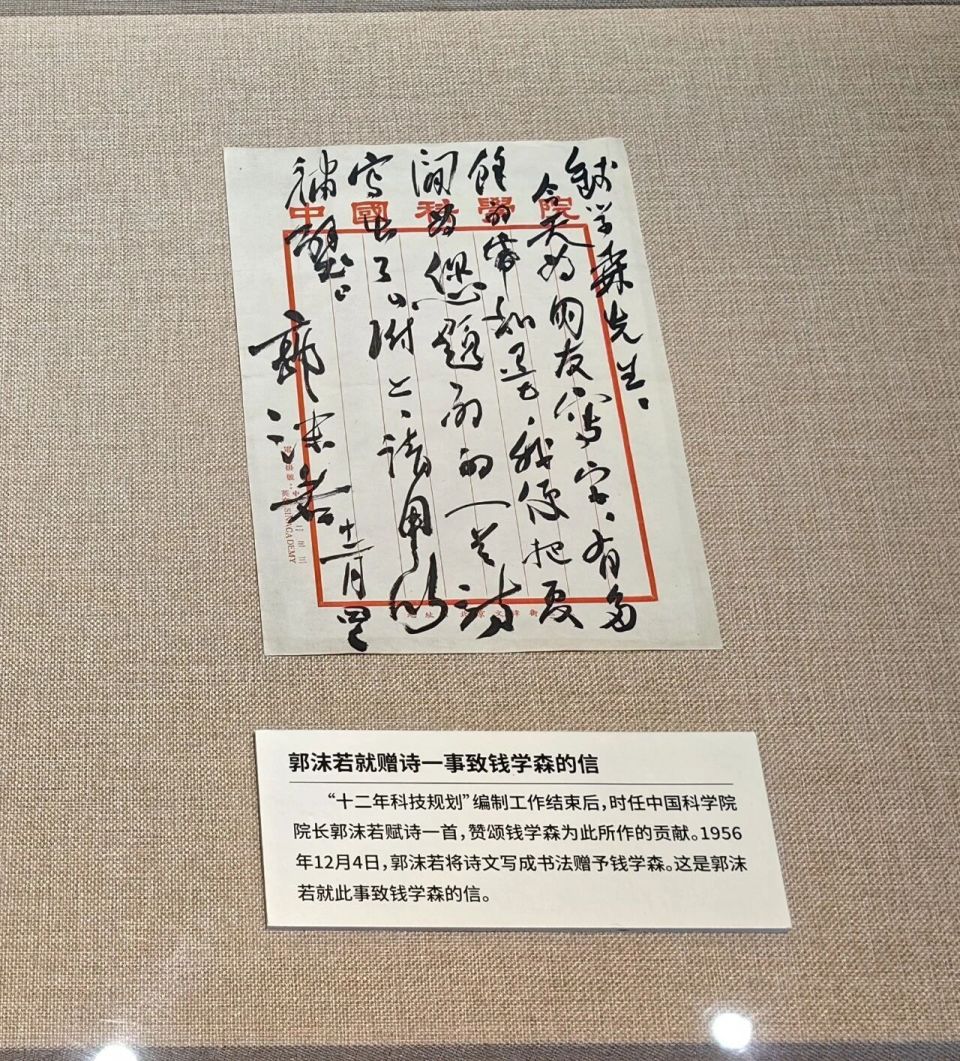 中國科學院
錢学森先生：
今天为朋友写字，有多
餘的帋和墨，我便把夏
间为您题的一首诗
写出了。附上，请用以
補壁。
郭沫若 十二月四日
ACADEMY
郭沫若就赠诗一事致钱学森的信
“十二年科技规划”编制工作结束后，时任中国科学院
院长郭沫若赋诗一首，赞颂钱学森为此所作的贡献。1956
年12月4日，郭沫若将诗文写成书法赠予钱学森。这是郭沫
若就此事致钱学森的信。